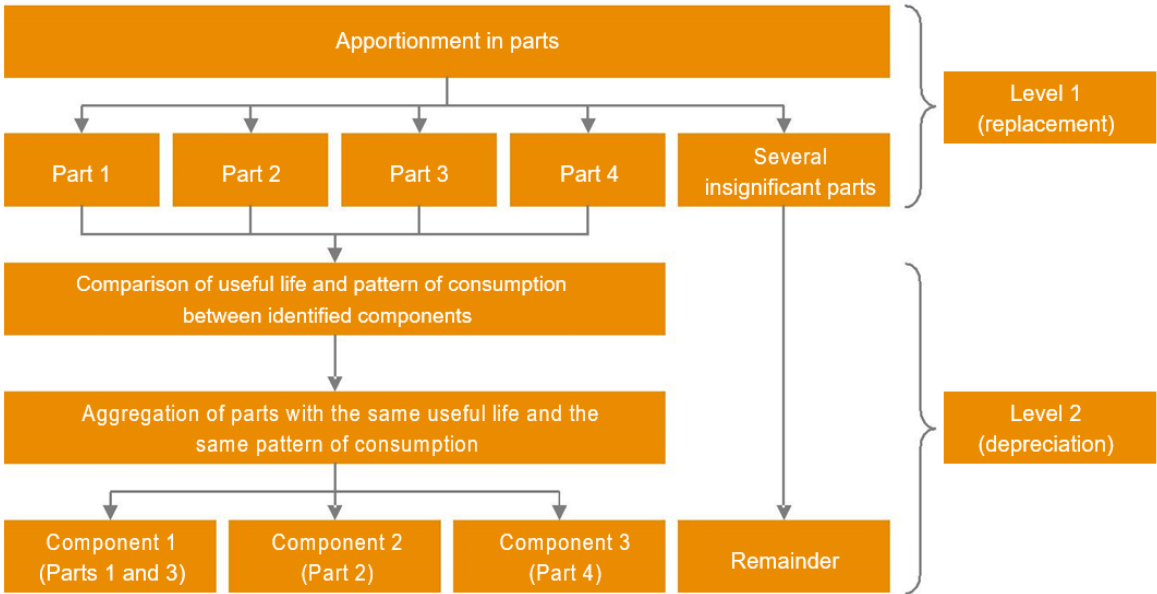 Apportionment in parts
Level 1
(replacement)
Part 1
Part 2
Part 3
Part 4
Several
insignificant parts
Comparison of useful life and pattern of consumption
between identified components
Aggregation of parts with the same useful life and the
same pattern of consumption
Level 2
(depreciation)
Component 1
(Parts 1 and 3)
Component 2
(Part 2)
Component 3
(Part 4)
Remainder